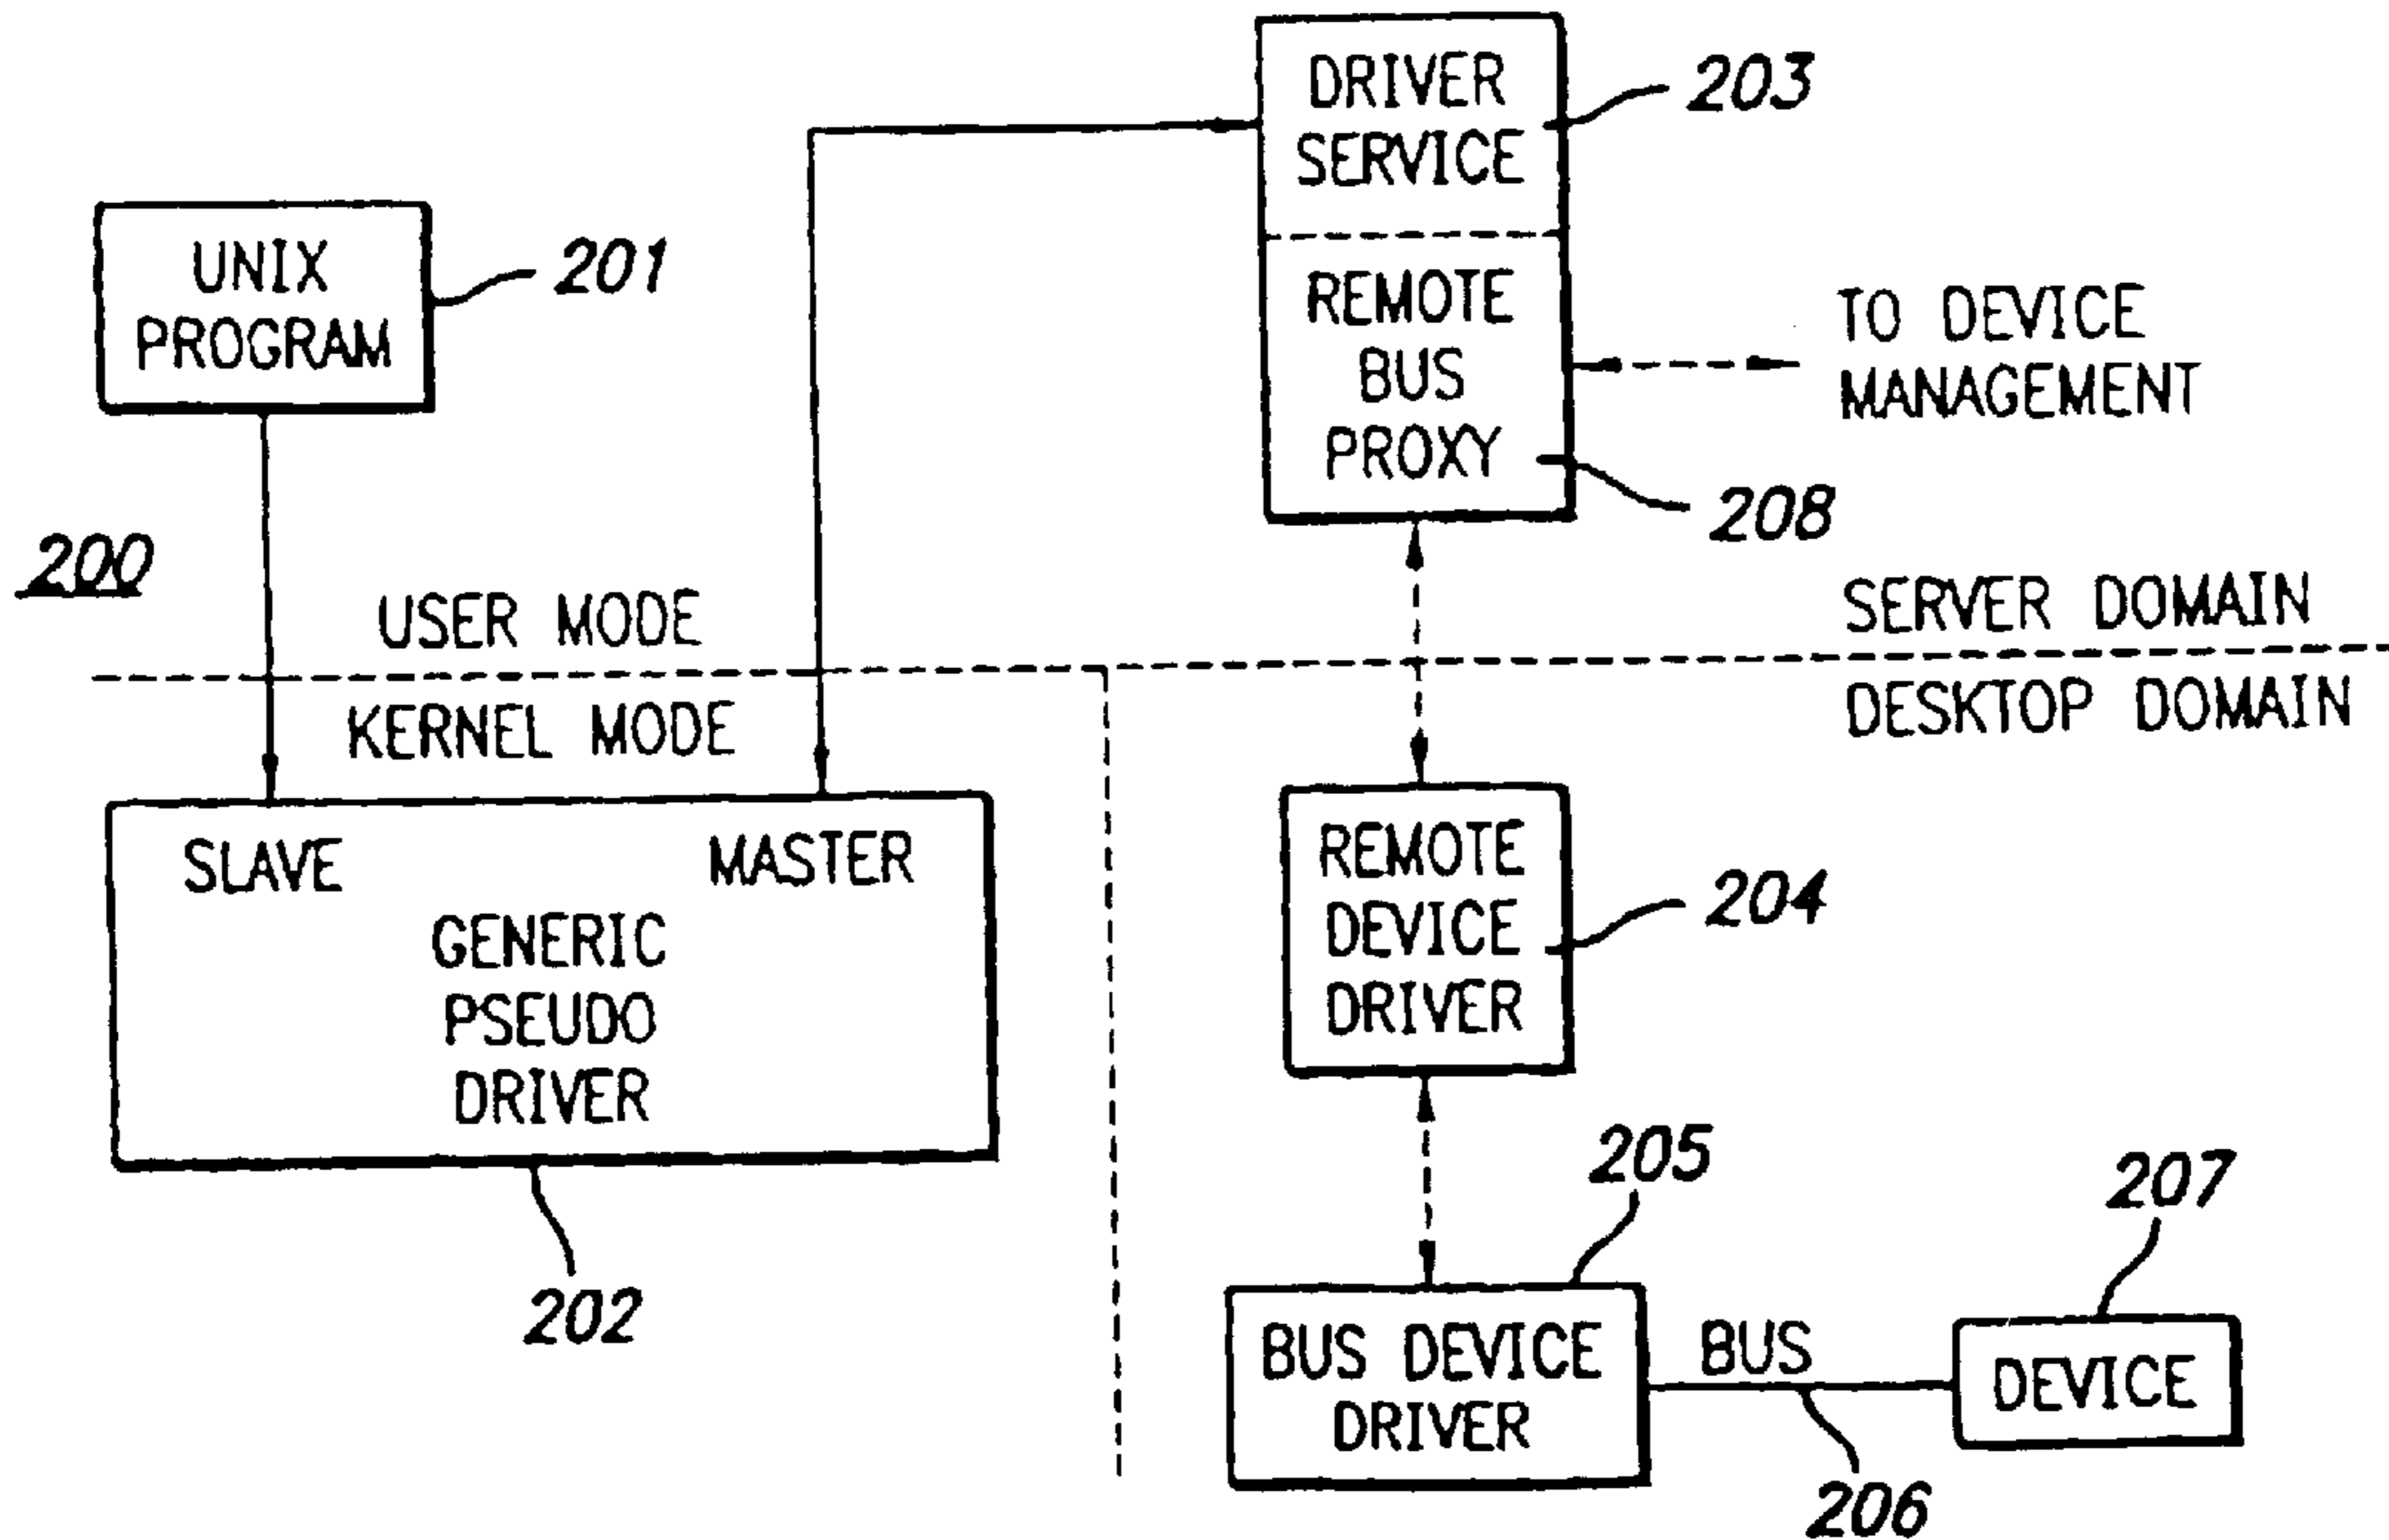 DRIVER
SERVICE
203
UNIX
PROGRAM
201
REMOTE
BUS
PROXY
208
TO DEVICE
MANAGEMENT
200
USER MODE
SERVER DOMAIN
KERNEL MODE
DESKTOP DOMAIN
SLAVE
MASTER
GENERIC
PSEUDO
DRIVER
202
REMOTE
DEVICE
DRIVER
204
205
207
BUS DEVICE
DRIVER
BUS
DEVICE
206